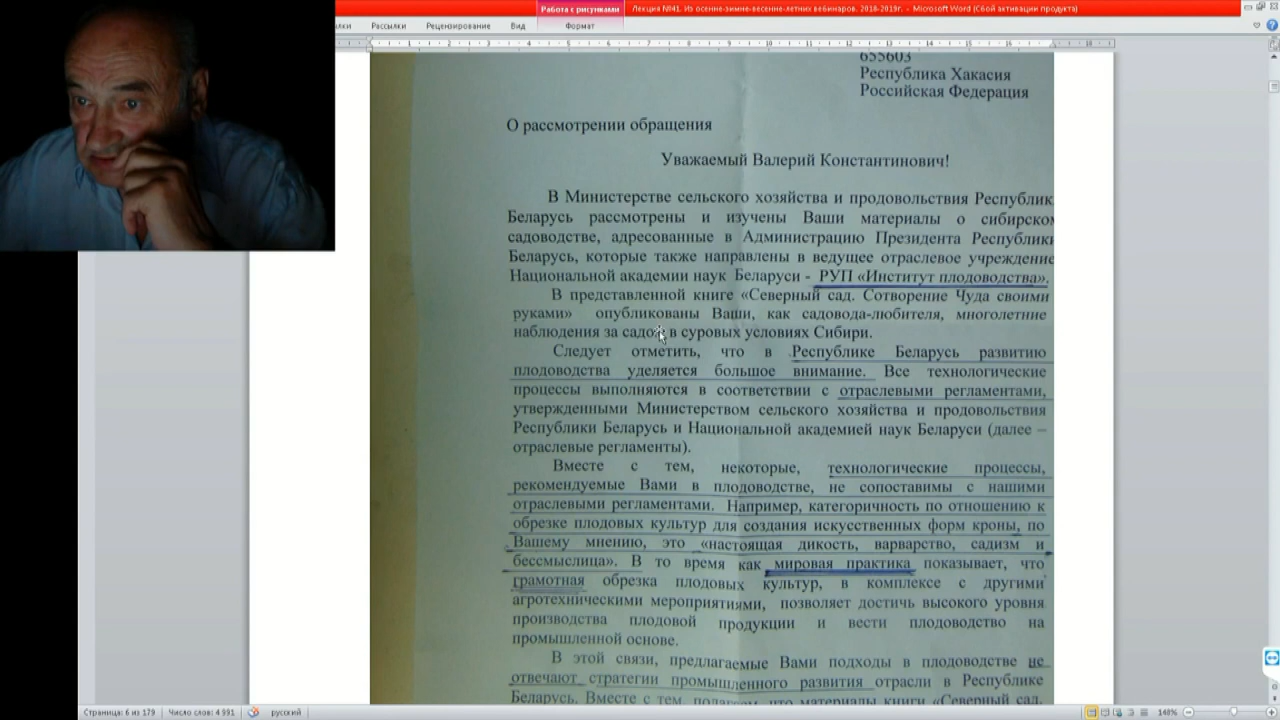 Работа с рисунками
Лекция №41. Из осенне-зимне-весенне-летних вебинаров. 2018-2019г. - Microsoft Word (Сбой активации продукта)
Рассылки Рецензирование Вид Формат
655603
Республика Хакасия
Российская Федерация
О рассмотрении обращения
Уважаемый Валерий Константинович!
В Министерстве сельского хозяйства и продовольствия Республик
Беларусь рассмотрены и изучены Ваши материалы о сибирско
садоводстве, адресованные в Администрацию Президента Республики
Беларусь, которые также направлены в ведущее отраслевое учреждение
Национальной академии наук Беларуси - РУП «Институт плодоводства».
В представленной книге «Северный сад. Сотворение Чуда своими
руками» опубликованы Ваши, как садовода-любителя, многолетние
наблюдения за садом в суровых условиях Сибири.
Следует отметить, что в Республике Беларусь развитию
плодоводства уделяется большое внимание. Все технологические
процессы выполняются в соответствии с отраслевыми регламентами,
утвержденными Министерством сельского хозяйства и продовольствия
Республики Беларусь и Национальной академией наук Беларуси (далее –
отраслевые регламенты).
Вместе с тем, некоторые, технологические процессы,
рекомендуемые Вами в плодоводстве, не сопоставимы с нашими
отраслевыми регламентами. Например, категоричность по отношению к
обрезке плодовых культур для создания искусственных форм кроны, по
Вашему мнению, это «настоящая дикость, варварство, садизм и
бессмыслица». В то время как мировая практика показывает, что
грамотная обрезка плодовых культур, в комплексе с другими
агротехническими мероприятиями, позволяет достичь высокого уровня
производства плодовой продукции и вести плодоводство на
промышленной основе.
В этой связи, предлагаемые Вами подходы в плодоводстве не
отвечают стратегии промышленного развития отрасли в Республике
Беларусь. Вместе с тем, полагаем, что материалы книги «Северный сад.
Страница: 6 из 179 Число слов: 4 991 русский 148%